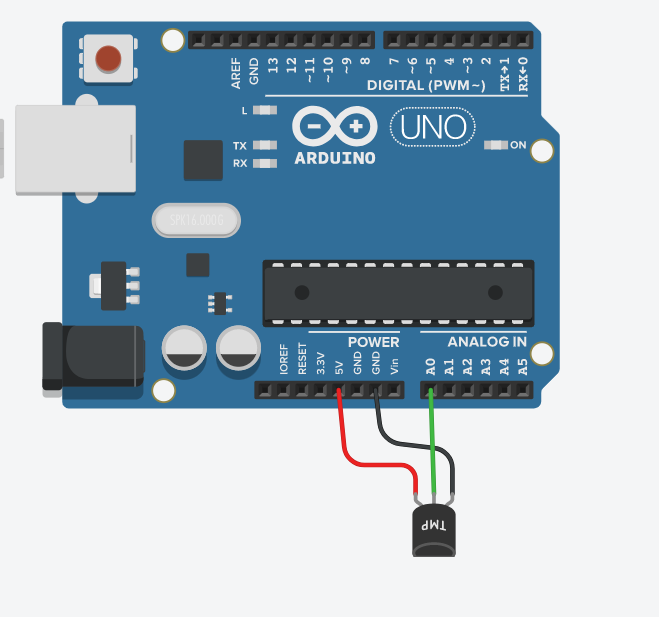 AREF
GND
13
12
~11
~10
~9
8
7
~6
~5
4
~3
2
TX→1
RX←0
DIGITAL (PWM~)
L
TX
RX
ARDUINO
UNO
ON
SPK16.000G
POWER
ANALOG IN
IOREF
RESET
3.3V
5V
GND
GND
Vin
A0
A1
A2
A3
A4
A5
TMP